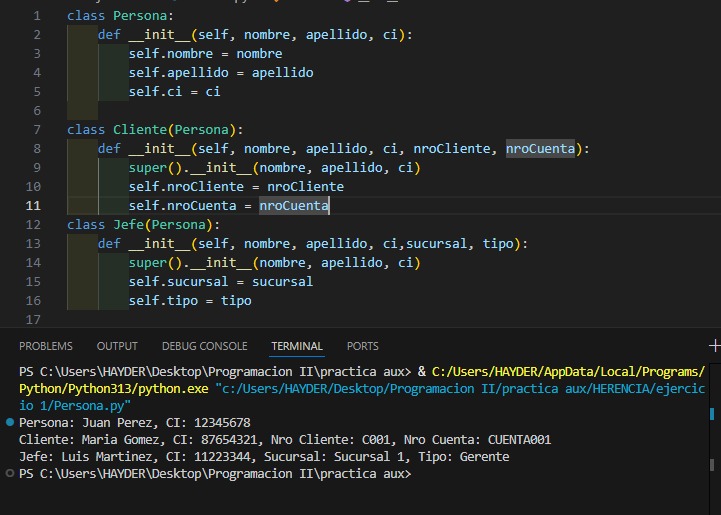 1 class Persona:
2     def __init__(self, nombre, apellido, ci):
3         self.nombre = nombre
4         self.apellido = apellido
5         self.ci = ci
6
7 class Cliente(Persona):
8     def __init__(self, nombre, apellido, ci, nroCliente, nroCuenta):
9         super().__init__(nombre, apellido, ci)
10         self.nroCliente = nroCliente
11         self.nroCuenta = nroCuenta
12 class Jefe(Persona):
13     def __init__(self, nombre, apellido, ci,sucursal, tipo):
14         super().__init__(nombre, apellido, ci)
15         self.sucursal = sucursal
16         self.tipo = tipo
17
PROBLEMS OUTPUT DEBUG CONSOLE TERMINAL PORTS
PS C:\Users\HAYDER\Desktop\Programacion II\practica aux> & C:/Users/HAYDER/AppData/Local/Programs/
Python/Python313/python.exe "c:/Users/HAYDER/Desktop/Programacion II/practica aux/HERENCIA/ejercic
io 1/Persona.py"
Persona: Juan Perez, CI: 12345678
Cliente: Maria Gomez, CI: 87654321, Nro Cliente: C001, Nro Cuenta: CUENTA001
Jefe: Luis Martinez, CI: 11223344, Sucursal: Sucursal 1, Tipo: Gerente
PS C:\Users\HAYDER\Desktop\Programacion II\practica aux>